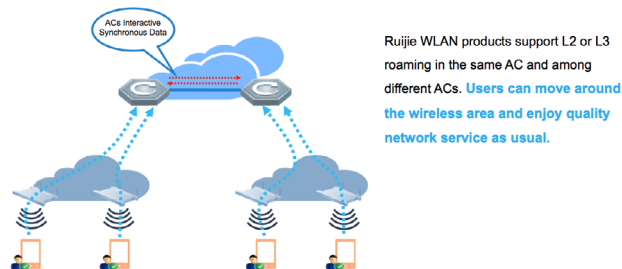 ACs Interactive
Synchronous Data
Ruijie WLAN products support L2 or L3
roaming in the same AC and among
different ACs. Users can move around
the wireless area and enjoy quality
network service as usual.